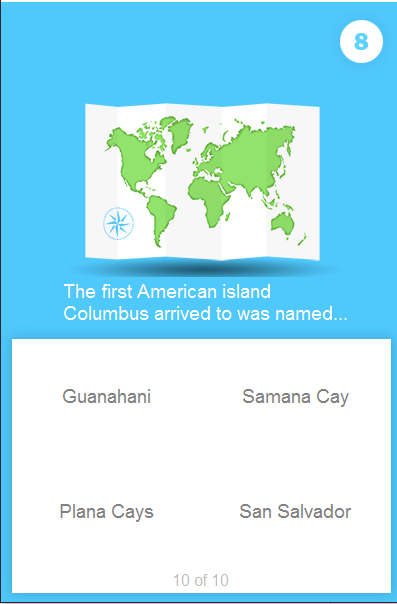 8
The first American island
Columbus arrived to was named...
Guanahani
Samana Cay
Plana Cays
San Salvador
10 of 10